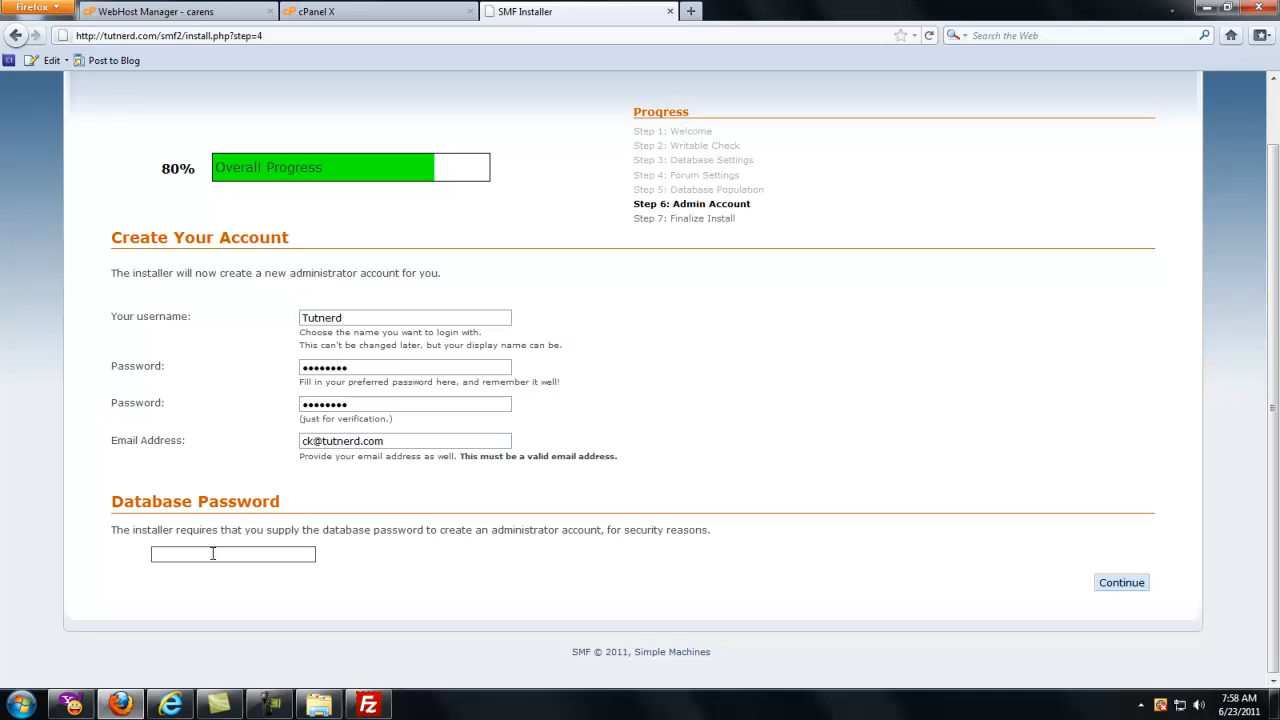 Firefox
cP WebHost Manager - carens
cP cPanel X
SMF Installer
http://tutnerd.com/smf2/install.php?step=4
Search the Web
Ct
Edit
Post to Blog
80%
Overall Progress
Progress
Step 1: Welcome
Step 2: Writable Check
Step 3: Database Settings
Step 4: Forum Settings
Step 5: Database Population
Step 6: Admin Account
Step 7: Finalize Install
Create Your Account
The installer will now create a new administrator account for you.
Your username:
Tutnerd
Choose the name you want to login with.
This can't be changed later, but your display name can be.
Password:
••••••••
Fill in your preferred password here, and remember it well!
Password:
••••••••
(just for verification.)
Email Address:
ck@tutnerd.com
Provide your email address as well. This must be a valid email address.
Database Password
The installer requires that you supply the database password to create an administrator account, for security reasons.
Continue
SMF © 2011, Simple Machines
Fz
7:58 AM
6/23/2011